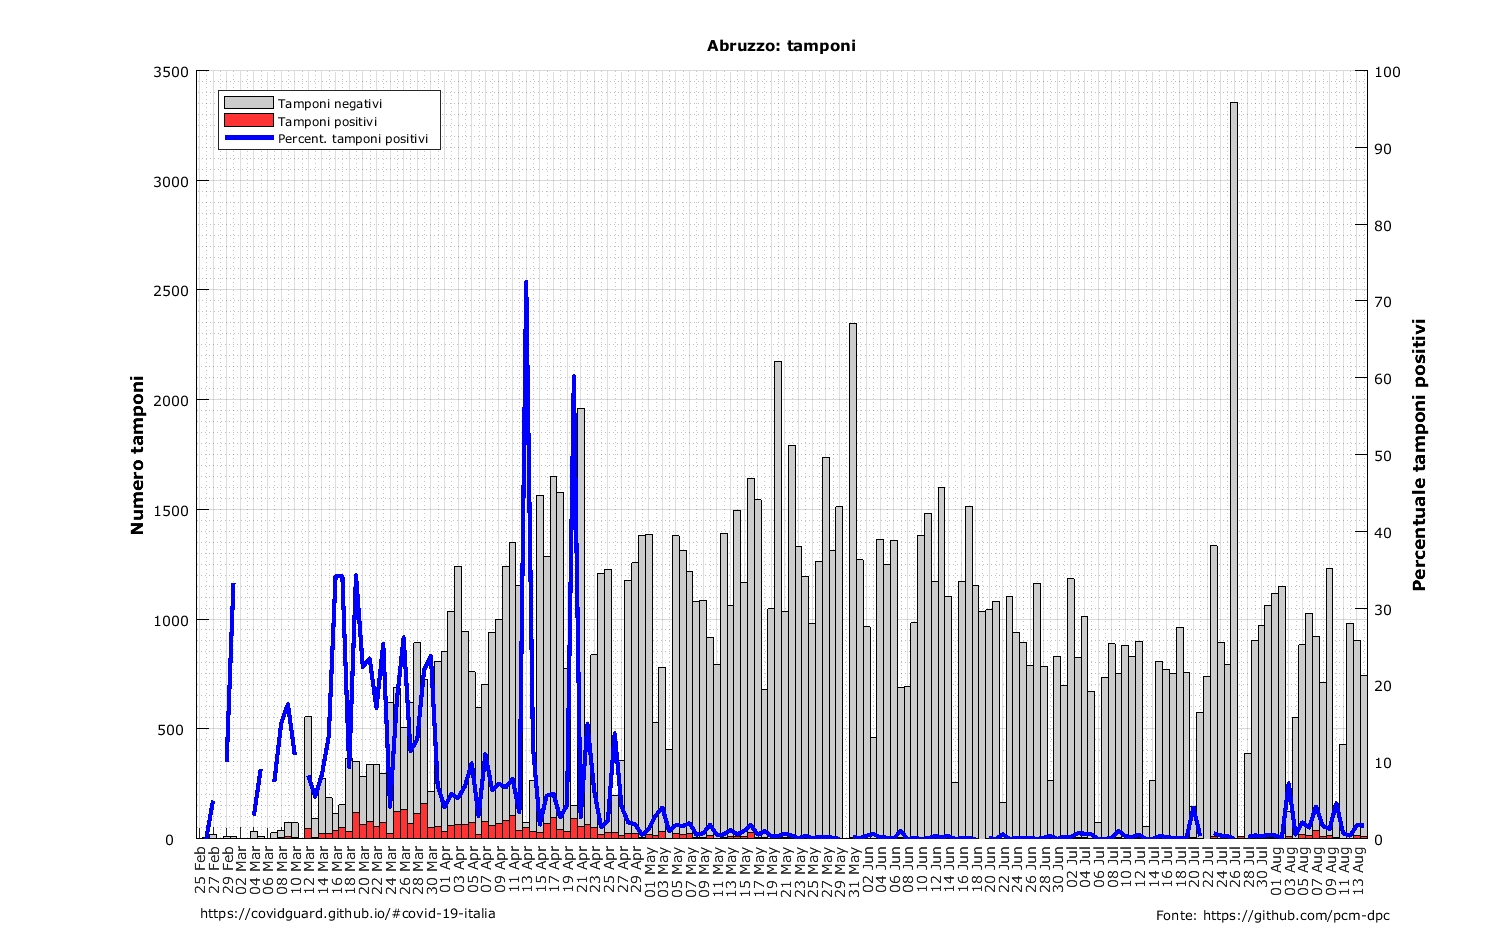 Abruzzo: tamponi
Tamponi negativi
Tamponi positivi
Percent. tamponi positivi
Numero tamponi
3500
3000
2500
2000
1500
1000
500
0
Percentuale tamponi positivi
100
90
80
70
60
50
40
30
20
10
0
25 Feb
27 Feb
29 Feb
02 Mar
04 Mar
06 Mar
08 Mar
10 Mar
12 Mar
14 Mar
16 Mar
18 Mar
20 Mar
22 Mar
24 Mar
26 Mar
28 Mar
30 Mar
01 Apr
03 Apr
05 Apr
07 Apr
09 Apr
11 Apr
13 Apr
15 Apr
17 Apr
19 Apr
21 Apr
23 Apr
25 Apr
27 Apr
29 Apr
01 May
03 May
05 May
07 May
09 May
11 May
13 May
15 May
17 May
19 May
21 May
23 May
25 May
27 May
29 May
31 May
02 Jun
04 Jun
06 Jun
08 Jun
10 Jun
12 Jun
14 Jun
16 Jun
18 Jun
20 Jun
22 Jun
24 Jun
26 Jun
28 Jun
30 Jun
02 Jul
04 Jul
06 Jul
08 Jul
10 Jul
12 Jul
14 Jul
16 Jul
18 Jul
20 Jul
22 Jul
24 Jul
26 Jul
28 Jul
30 Jul
01 Aug
03 Aug
05 Aug
07 Aug
09 Aug
11 Aug
13 Aug
https://covidguard.github.io/#covid-19-italia
Fonte: https://github.com/pcm-dpc